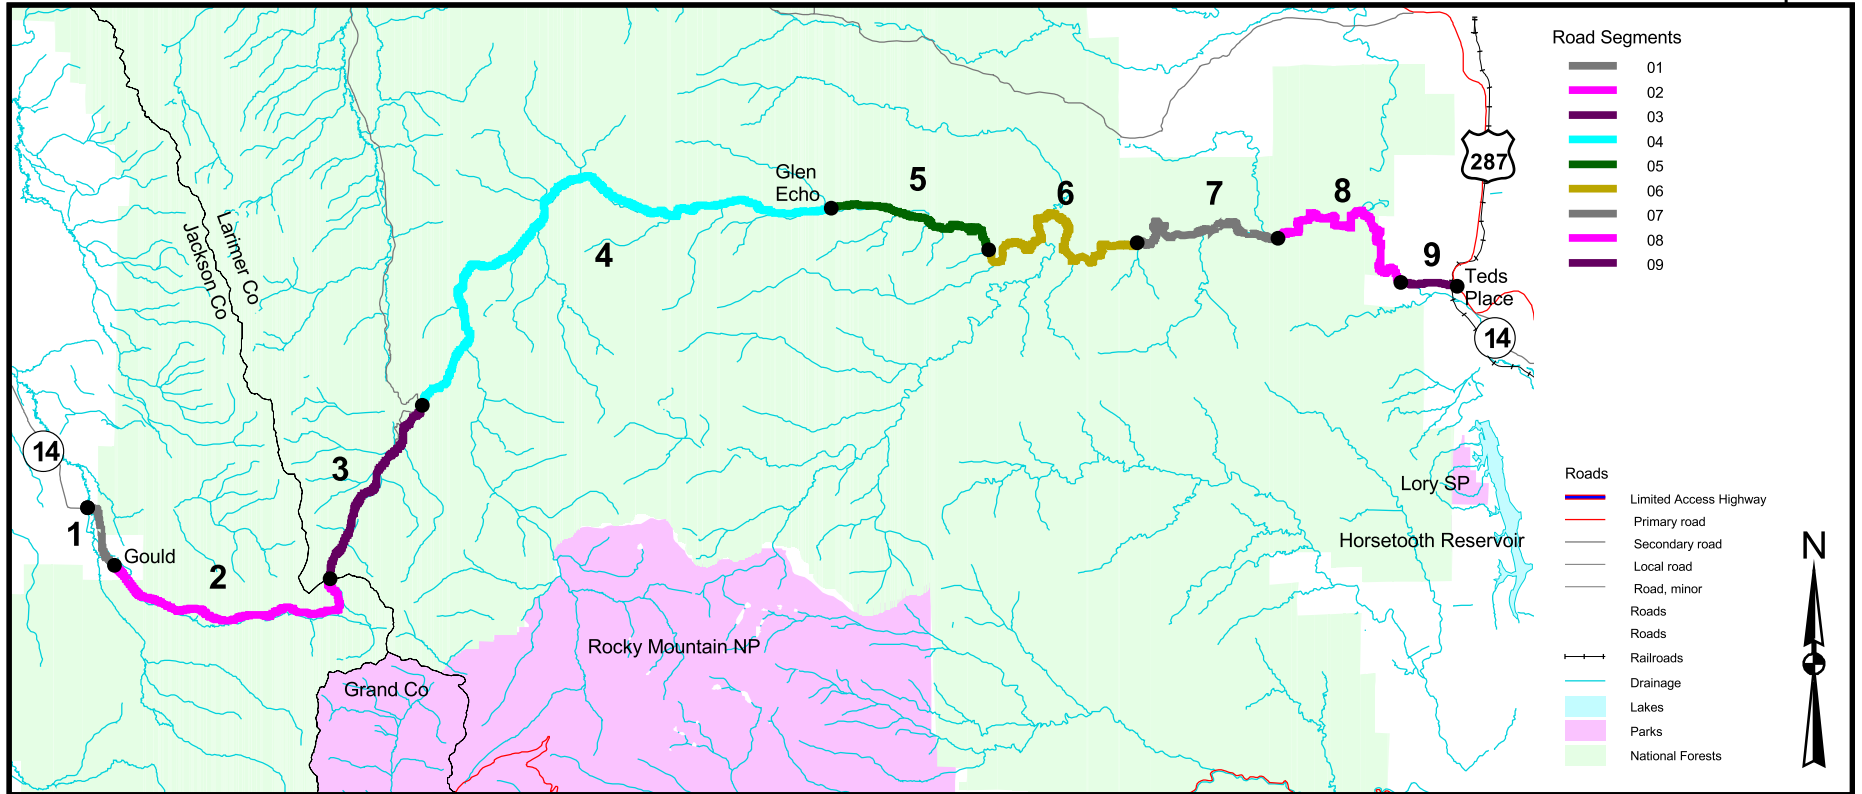 Road Segments
01
02
03
04
05
06
07
08
09
287
Glen
Echo
5
6
7
8
9
4
Larimer Co
Jackson Co
Teds
Place
14
14
3
1
Gould
2
Lory SP
Horsetooth Reservoir
Rocky Mountain NP
Grand Co
Roads
Limited Access Highway
Primary road
Secondary road
Local road
Road, minor
Roads
Roads
Railroads
Drainage
Lakes
Parks
National Forests
N